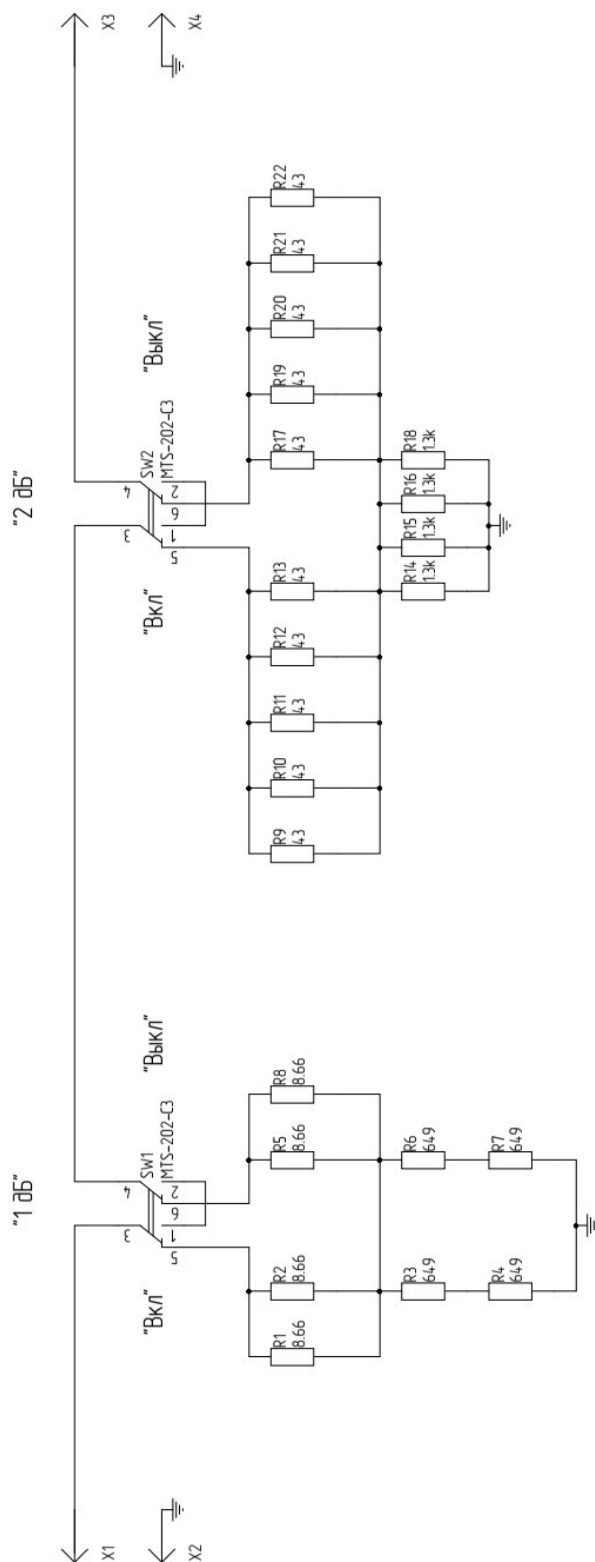 "1 дБ"
"2 дБ"
X1
X2
X3
X4
"Вкл"
SW1
MTS-202-C3
"Выкл"
3
4
5
1
6
2
"Вкл"
SW2
MTS-202-C3
"Выкл"
3
4
5
1
6
2
R1
8.66
R2
8.66
R5
8.66
R8
8.66
R3
649
R6
649
R4
649
R7
649
R9
43
R10
43
R11
43
R12
43
R13
43
R17
43
R19
43
R20
43
R21
43
R22
43
R14
1.3k
R15
1.3k
R16
1.3k
R18
1.3k